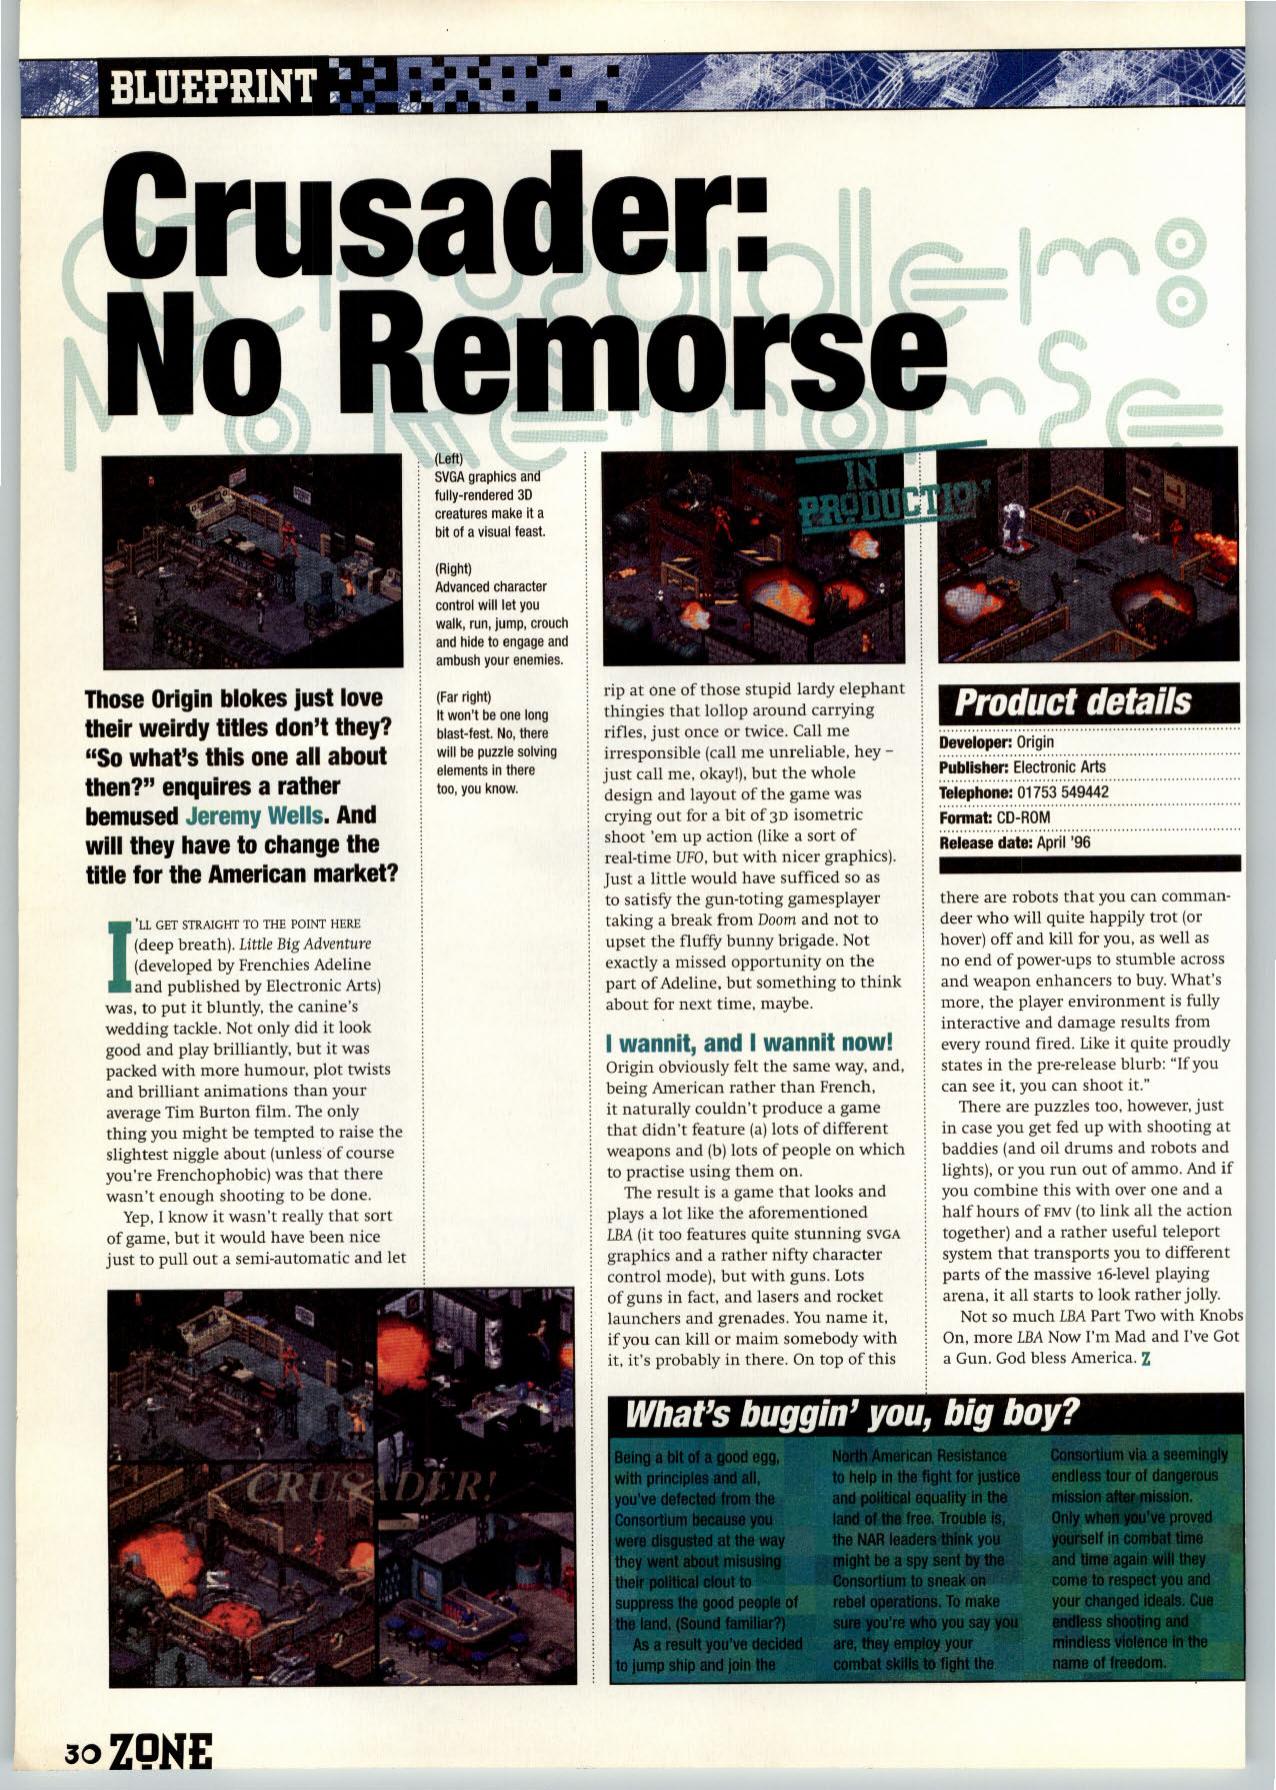 BLUEPRINT
Crusader:
No Remorse
(Left)
SVGA graphics and
fully-rendered 3D
creatures make it a
bit of a visual feast.
(Right)
Advanced character
control will let you
walk, run, jump, crouch
and hide to engage and
ambush your enemies.
(Far right)
It won't be one long
blast-fest. No, there
will be puzzle solving
elements in there
too, you know.
IN
PRODUCTION
Those Origin blokes just love
their weirdy titles don't they?
“So what's this one all about
then?” enquires a rather
bemused Jeremy Wells. And
will they have to change the
title for the American market?
I'LL GET STRAIGHT TO THE POINT HERE
(deep breath). Little Big Adventure
(developed by Frenchies Adeline
and published by Electronic Arts)
was, to put it bluntly, the canine's
wedding tackle. Not only did it look
good and play brilliantly, but it was
packed with more humour, plot twists
and brilliant animations than your
average Tim Burton film. The only
thing you might be tempted to raise the
slightest niggle about (unless of course
you're Frenchophobic) was that there
wasn't enough shooting to be done.
Yep, I know it wasn't really that sort
of game, but it would have been nice
just to pull out a semi-automatic and let
rip at one of those stupid lardy elephant
thingies that lollop around carrying
rifles, just once or twice. Call me
irresponsible (call me unreliable, hey –
just call me, okay!), but the whole
design and layout of the game was
crying out for a bit of 3D isometric
shoot 'em up action (like a sort of
real-time UFO, but with nicer graphics).
Just a little would have sufficed so as
to satisfy the gun-toting gamesplayer
taking a break from Doom and not to
upset the fluffy bunny brigade. Not
exactly a missed opportunity on the
part of Adeline, but something to think
about for next time, maybe.
I wannit, and I wannit now!
Origin obviously felt the same way, and,
being American rather than French,
it naturally couldn't produce a game
that didn't feature (a) lots of different
weapons and (b) lots of people on which
to practise using them on.
The result is a game that looks and
plays a lot like the aforementioned
LBA (it too features quite stunning SVGA
graphics and a rather nifty character
control mode), but with guns. Lots
of guns in fact, and lasers and rocket
launchers and grenades. You name it,
if you can kill or maim somebody with
it, it's probably in there. On top of this
Product details
Developer: Origin
Publisher: Electronic Arts
Telephone: 01753 549442
Format: CD-ROM
Release date: April '96
there are robots that you can comman-
deer who will quite happily trot (or
hover) off and kill for you, as well as
no end of power-ups to stumble across
and weapon enhancers to buy. What's
more, the player environment is fully
interactive and damage results from
every round fired. Like it quite proudly
states in the pre-release blurb: “If you
can see it, you can shoot it.”
There are puzzles too, however, just
in case you get fed up with shooting at
baddies (and oil drums and robots and
lights), or you run out of ammo. And if
you combine this with over one and a
half hours of FMV (to link all the action
together) and a rather useful teleport
system that transports you to different
parts of the massive 16-level playing
arena, it all starts to look rather jolly.
Not so much LBA Part Two with Knobs
On, more LBA Now I'm Mad and I've Got
a Gun. God bless America. Z
CRUSADER!
What's buggin' you, big boy?
Being a bit of a good egg,
with principles and all,
you've defected from the
Consortium because you
were disgusted at the way
they went about misusing
their political clout to
suppress the good people of
the land. (Sound familiar?)
As a result you've decided
to jump ship and join the
North American Resistance
to help in the fight for justice
and political equality in the
land of the free. Trouble is,
the NAR leaders think you
might be a spy sent by the
Consortium to sneak on
rebel operations. To make
sure you're who you say you
are, they employ your
combat skills to fight the
Consortium via a seemingly
endless tour of dangerous
mission after mission.
Only when you've proved
yourself in combat time
and time again will they
come to respect you and
your changed ideals. Cue
endless shooting and
mindless violence in the
name of freedom.
30 ZONE